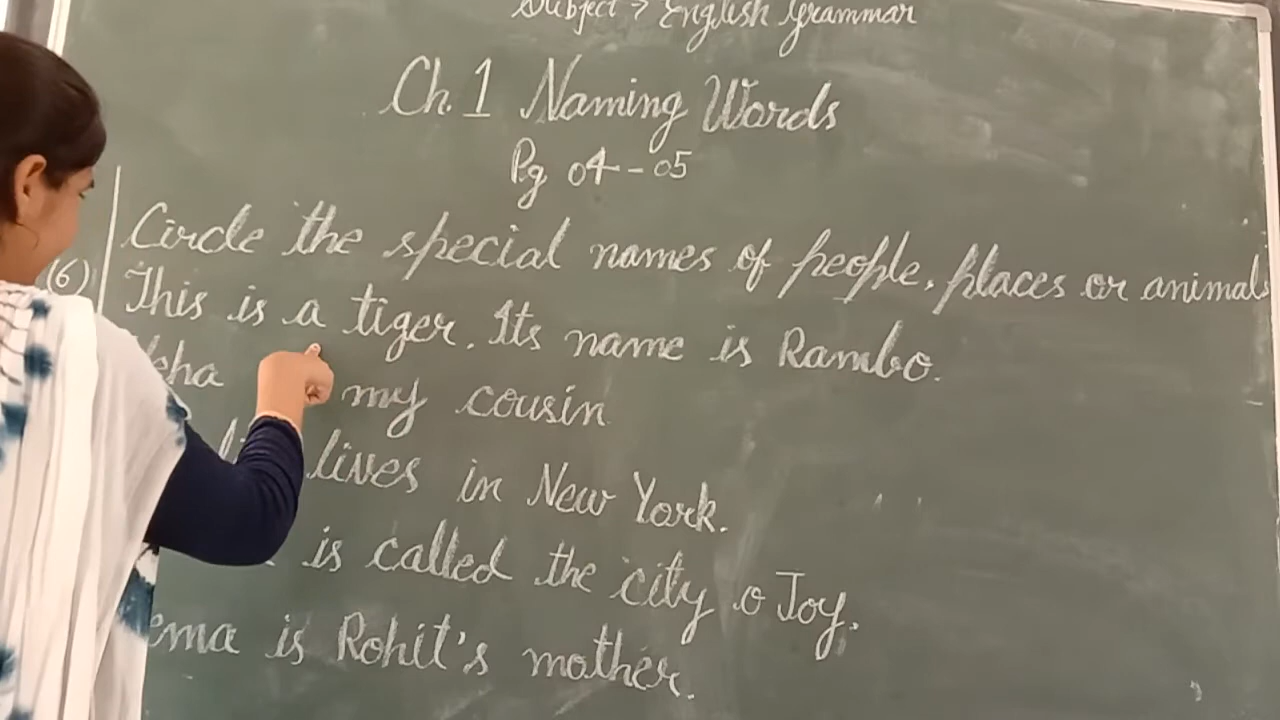 Subject → English Grammar
Ch. 1 Naming Words
Pg 04-05
Circle the special names of people, places or animals
(6) This is a tiger. Its name is Rambo.
my cousin
lives in New York.
is called the city o Joy.
is Rohit's mother.